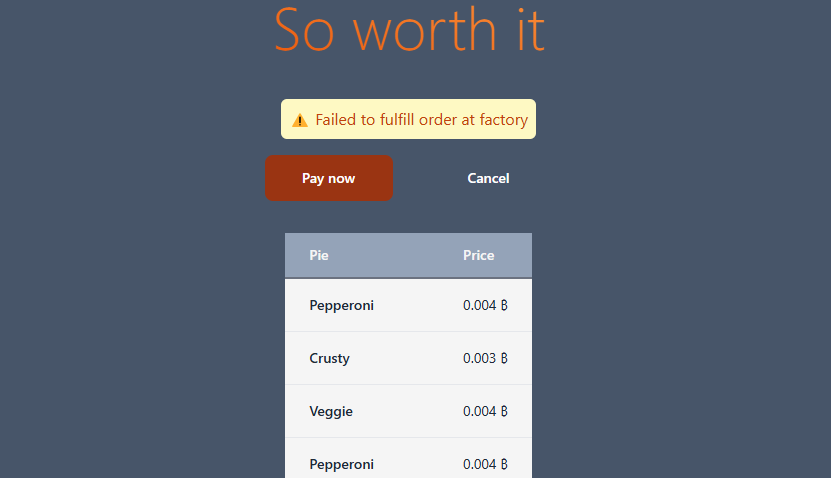 So worth it
⚠ Failed to fulfill order at factory
Pay now Cancel
Pie Price
Pepperoni 0.004 ₿
Crusty 0.003 ₿
Veggie 0.004 ₿
Pepperoni 0.004 ₿